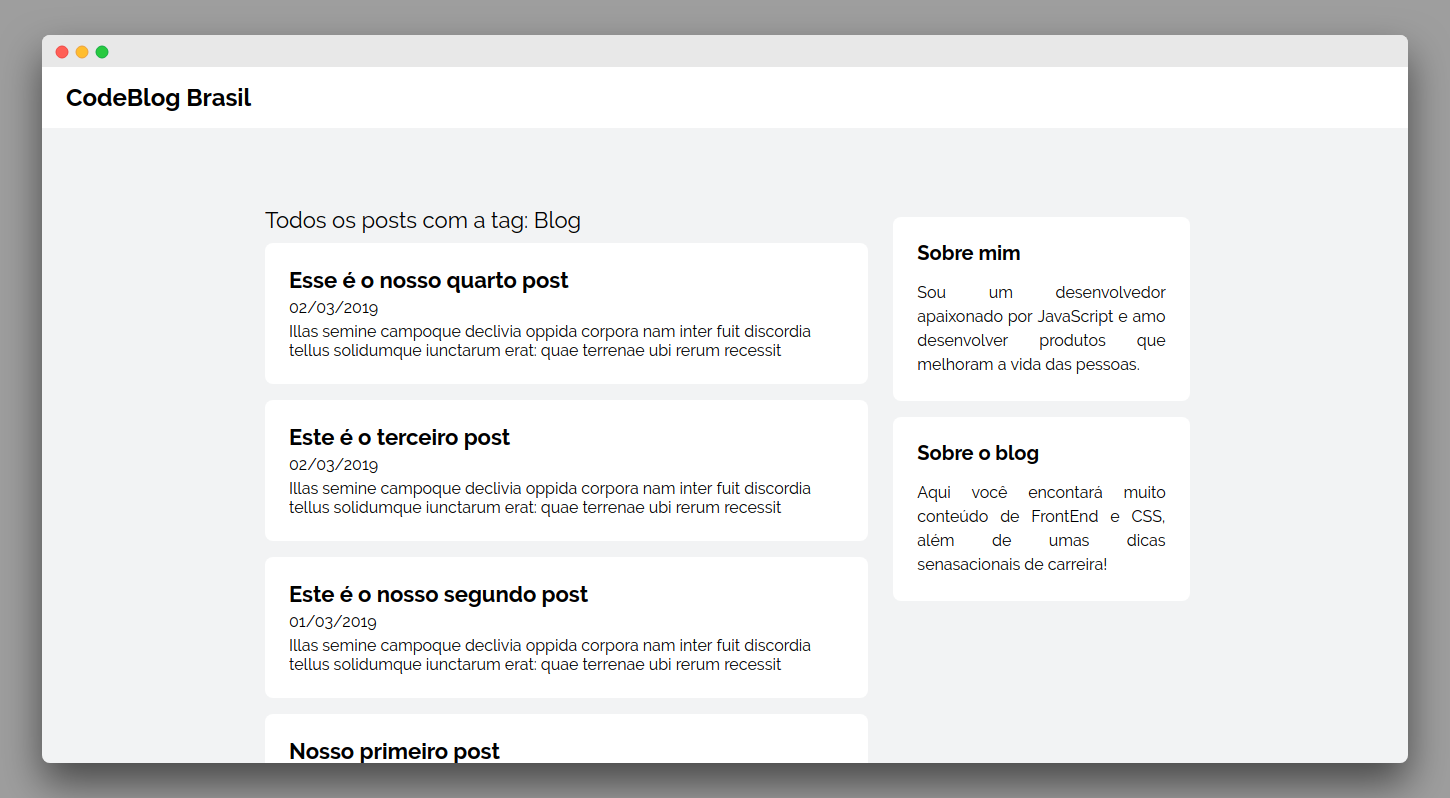 CodeBlog Brasil
Todos os posts com a tag: Blog
Esse é o nosso quarto post
02/03/2019
Illas semine campoque declivia oppida corpora nam inter fuit discordia
tellus solidumque iunctarum erat: quae terrenae ubi rerum recessit
Este é o terceiro post
02/03/2019
Illas semine campoque declivia oppida corpora nam inter fuit discordia
tellus solidumque iunctarum erat: quae terrenae ubi rerum recessit
Este é o nosso segundo post
01/03/2019
Illas semine campoque declivia oppida corpora nam inter fuit discordia
tellus solidumque iunctarum erat: quae terrenae ubi rerum recessit
Nosso primeiro post
Sobre mim
Sou um desenvolvedor
apaixonado por JavaScript e amo
desenvolver produtos que
melhoram a vida das pessoas.
Sobre o blog
Aqui você encontará muito
conteúdo de FrontEnd e CSS,
além de umas dicas
senasacionais de carreira!